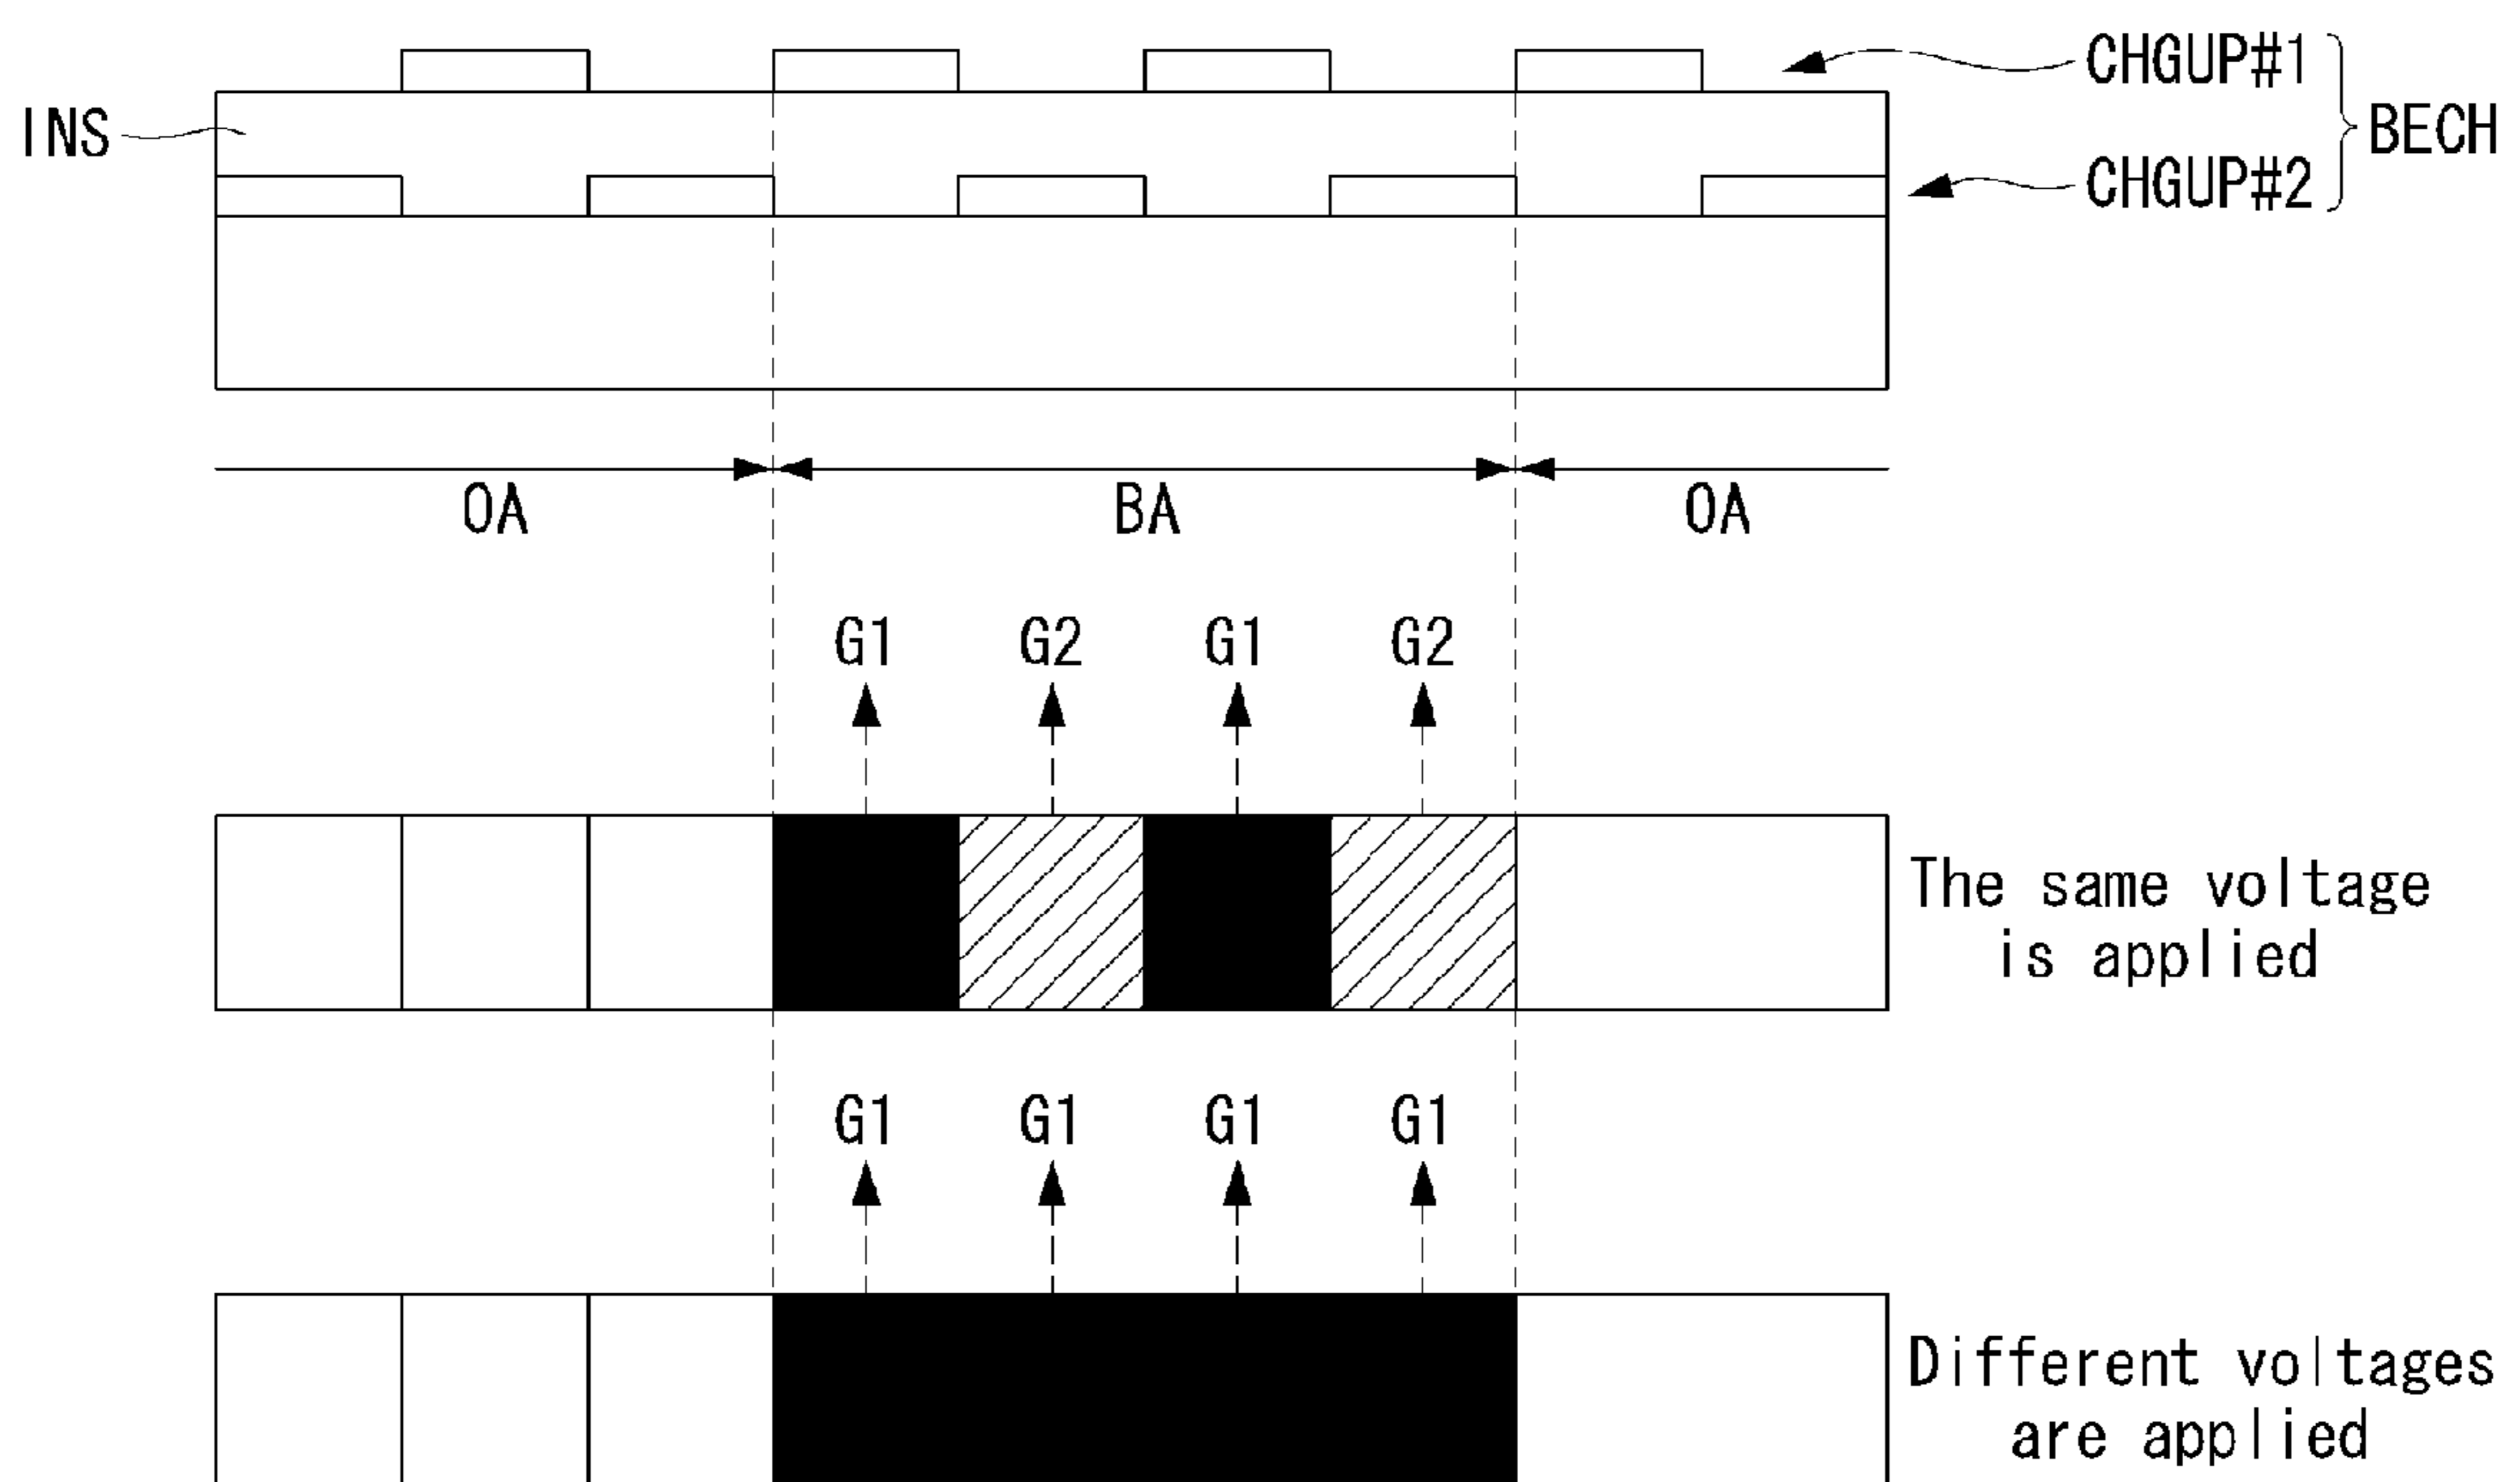 CHGUP#1
INS
BECH
CHGUP#2
OA
BA
OA
G1
G2
G1
G2
The same voltage
is applied
G1
G1
G1
G1
Different voltages
are applied